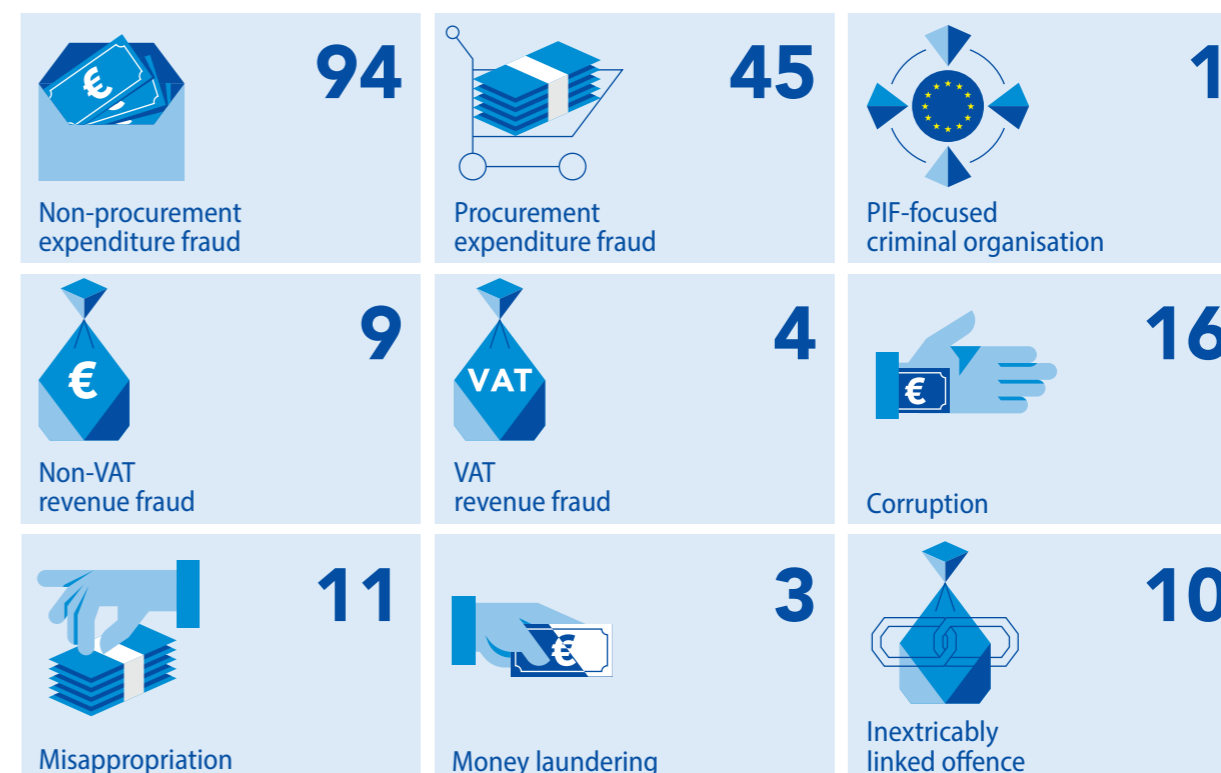 94
Non-procurement
expenditure fraud
45
Procurement
expenditure fraud
1
PIF-focused
criminal organisation
€
9
Non-VAT
revenue fraud
VAT
4
VAT
revenue fraud
€
16
Corruption
11
Misappropriation
€
3
Money laundering
10
Inextricably
linked offence